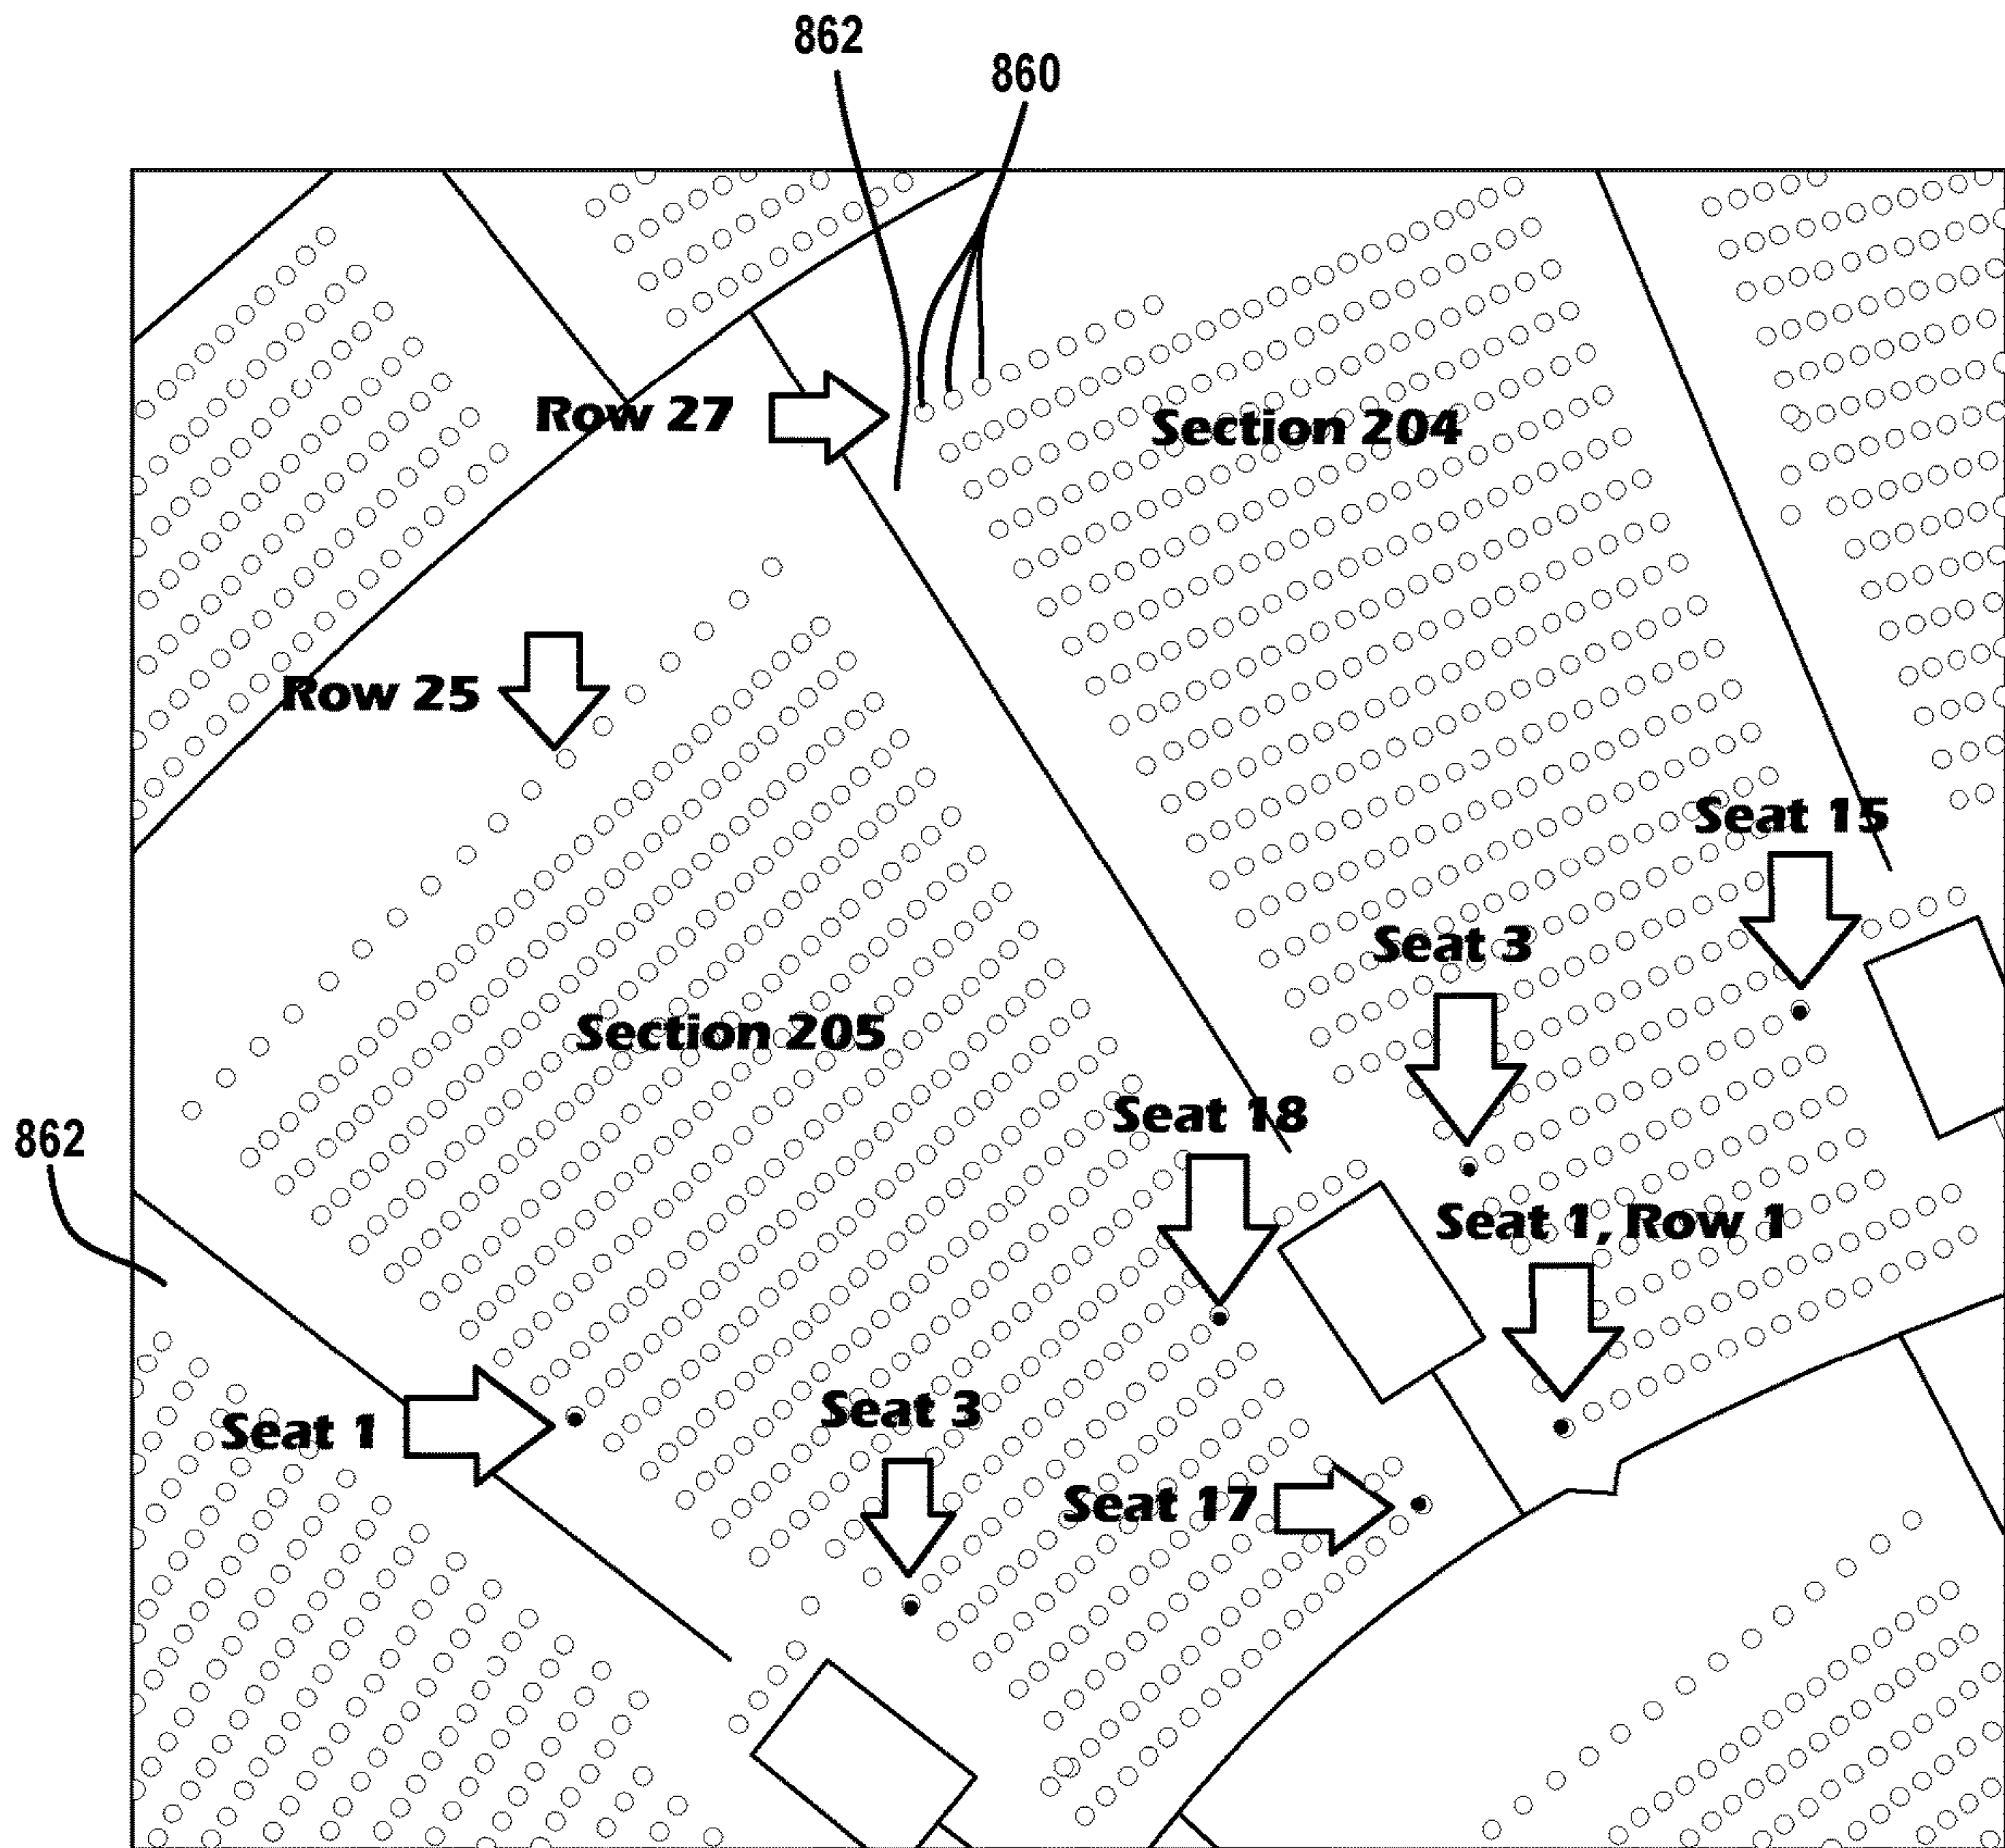 862
860
Row 27
Section 204
Row 25
Seat 15
Seat 3
Section 205
Seat 18
862
Seat 1, Row 1
Seat 3
Seat 1
Seat 17